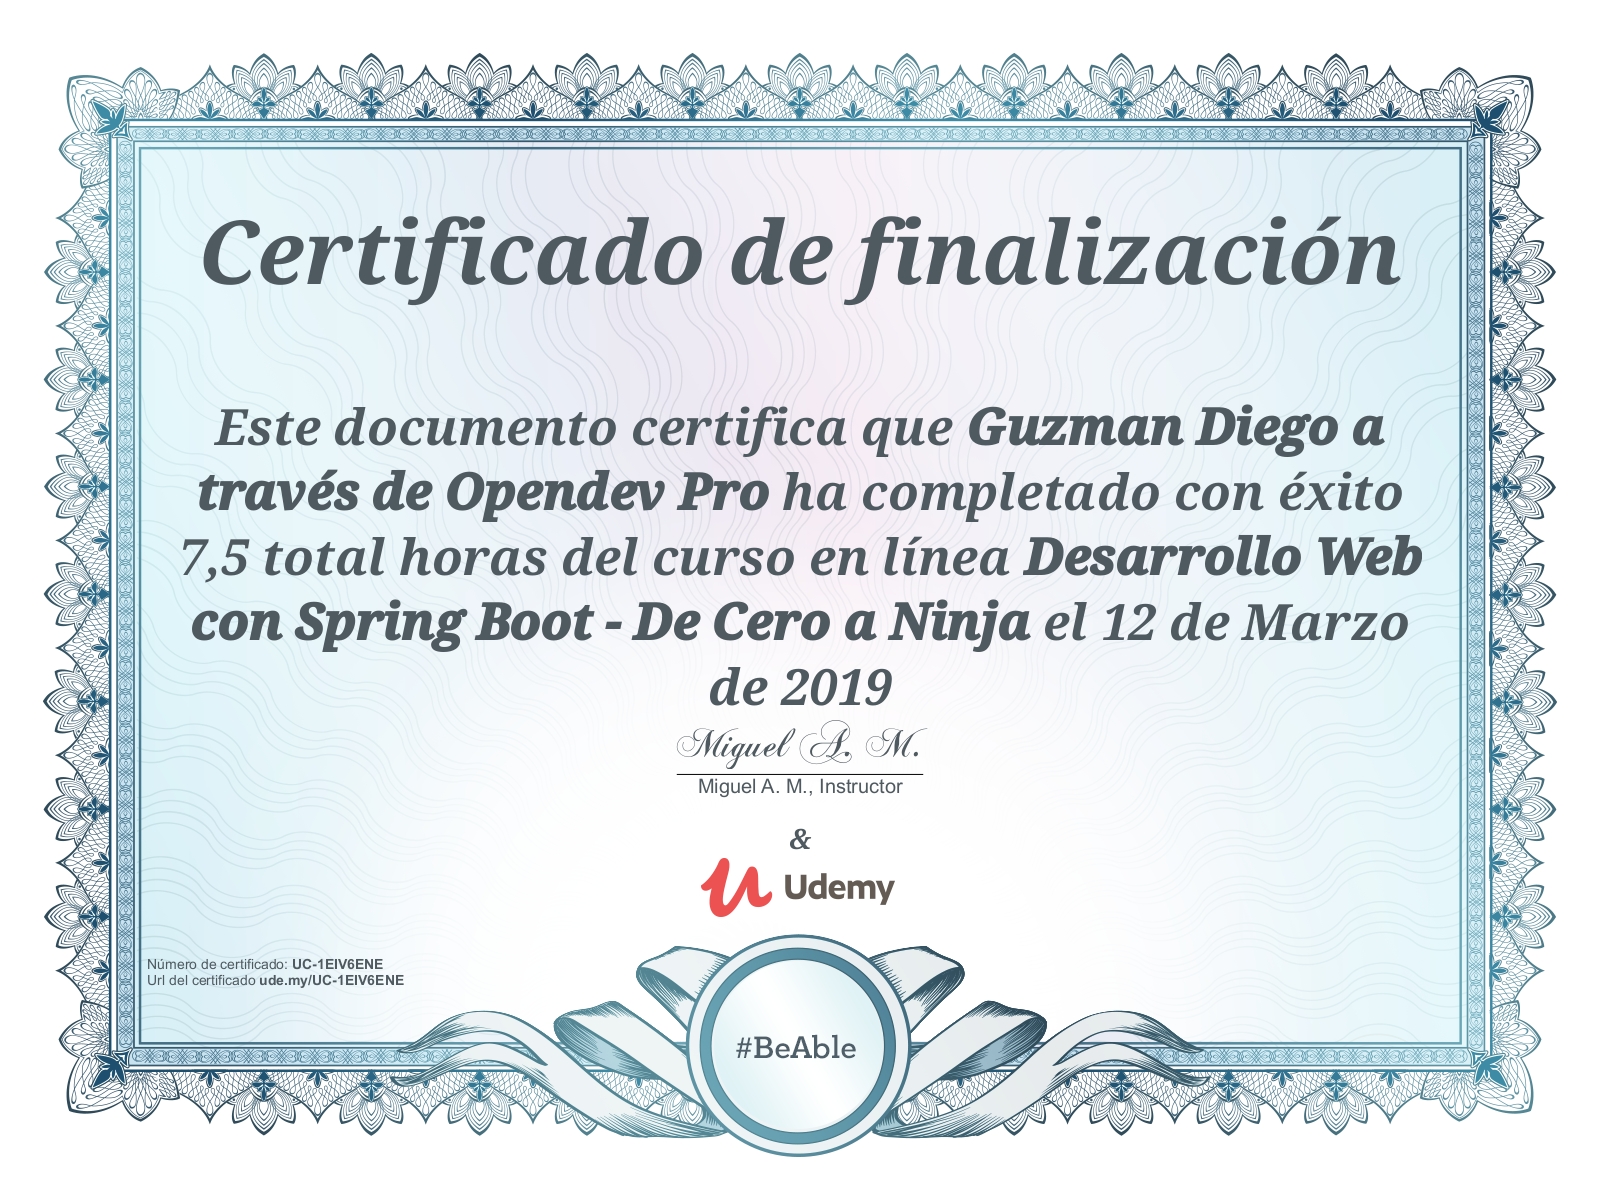 Certificado de finalización
Este documento certifica que Guzman Diego a
través de Opendev Pro ha completado con éxito
7,5 total horas del curso en línea Desarrollo Web
con Spring Boot - De Cero a Ninja el 12 de Marzo
de 2019
Miguel A. M.
Miguel A. M., Instructor
&
Udemy
Número de certificado: UC-1EIV6ENE
Url del certificado ude.my/UC-1EIV6ENE
#BeAble